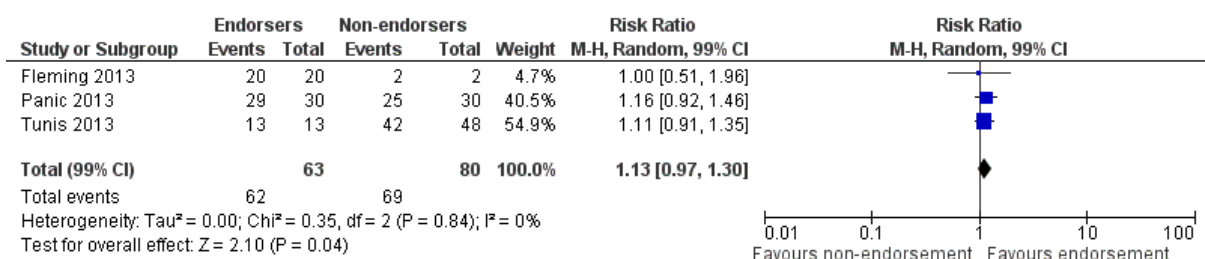 Endorsers Non-endorsers Risk Ratio Risk Ratio
Study or Subgroup Events Total Events Total Weight M-H, Random, 99% CI M-H, Random, 99% CI
Fleming 2013 20 20 2 2 4.7% 1.00 [0.51, 1.96]
Panic 2013 29 30 25 30 40.5% 1.16 [0.92, 1.46]
Tunis 2013 13 13 42 48 54.9% 1.11 [0.91, 1.35]
Total (99% CI) 63 80 100.0% 1.13 [0.97, 1.30]
Total events 62 69
Heterogeneity: Tau² = 0.00; Chi² = 0.35, df = 2 (P = 0.84); I² = 0%
Test for overall effect: Z = 2.10 (P = 0.04)
0.01 0.1 1 10 100
Favours non-endorsement Favours endorsement